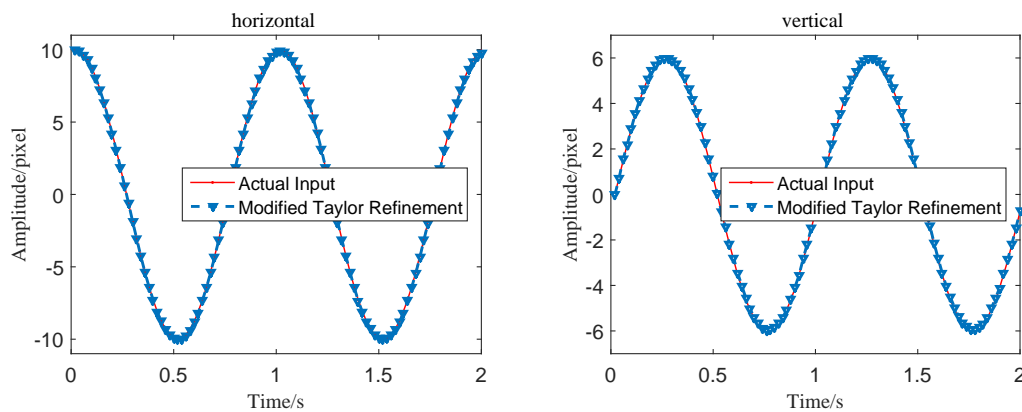 horizontal
Amplitude/pixel
10
5
0
-5
-10
Actual Input
Modified Taylor Refinement
0
0.5
1
1.5
2
Time/s
vertical
Amplitude/pixel
6
4
2
0
-2
-4
-6
Actual Input
Modified Taylor Refinement
0
0.5
1
1.5
2
Time/s